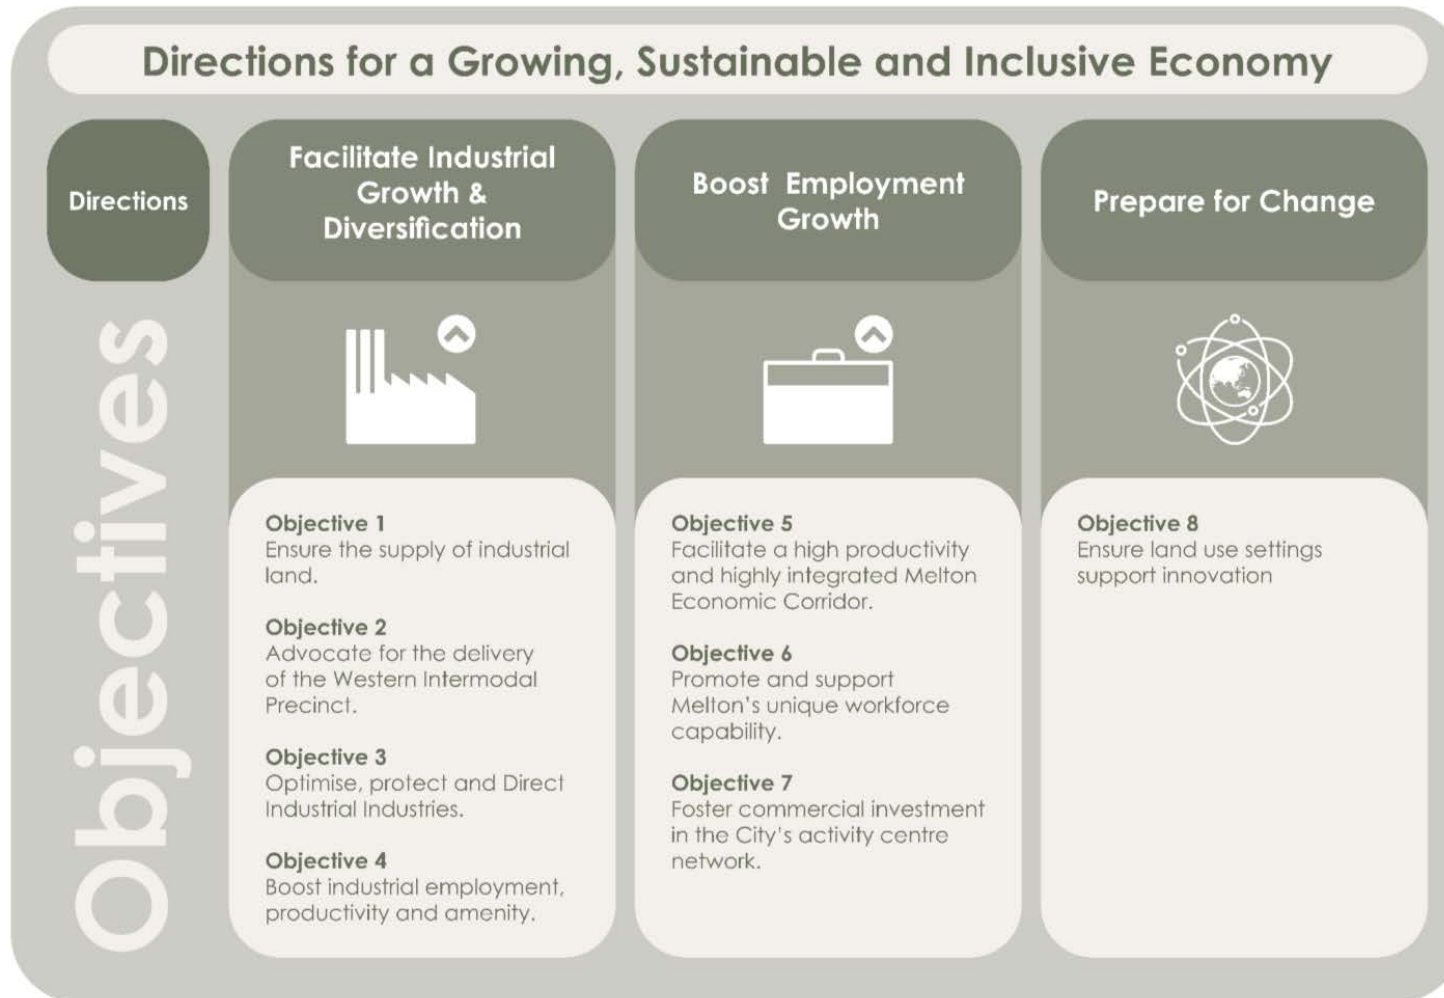 Directions for a Growing, Sustainable and Inclusive Economy
Directions
Facilitate Industrial
Growth &
Diversification
Boost Employment
Growth
Prepare for Change
Objectives
Objective 1
Ensure the supply of industrial
land.
Objective 2
Advocate for the delivery
of the Western Intermodal
Precinct.
Objective 3
Optimise, protect and Direct
Industrial Industries.
Objective 4
Boost industrial employment,
productivity and amenity.
Objective 5
Facilitate a high productivity
and highly integrated Melton
Economic Corridor.
Objective 6
Promote and support
Melton's unique workforce
capability.
Objective 7
Foster commercial investment
in the City's activity centre
network.
Objective 8
Ensure land use settings
support innovation